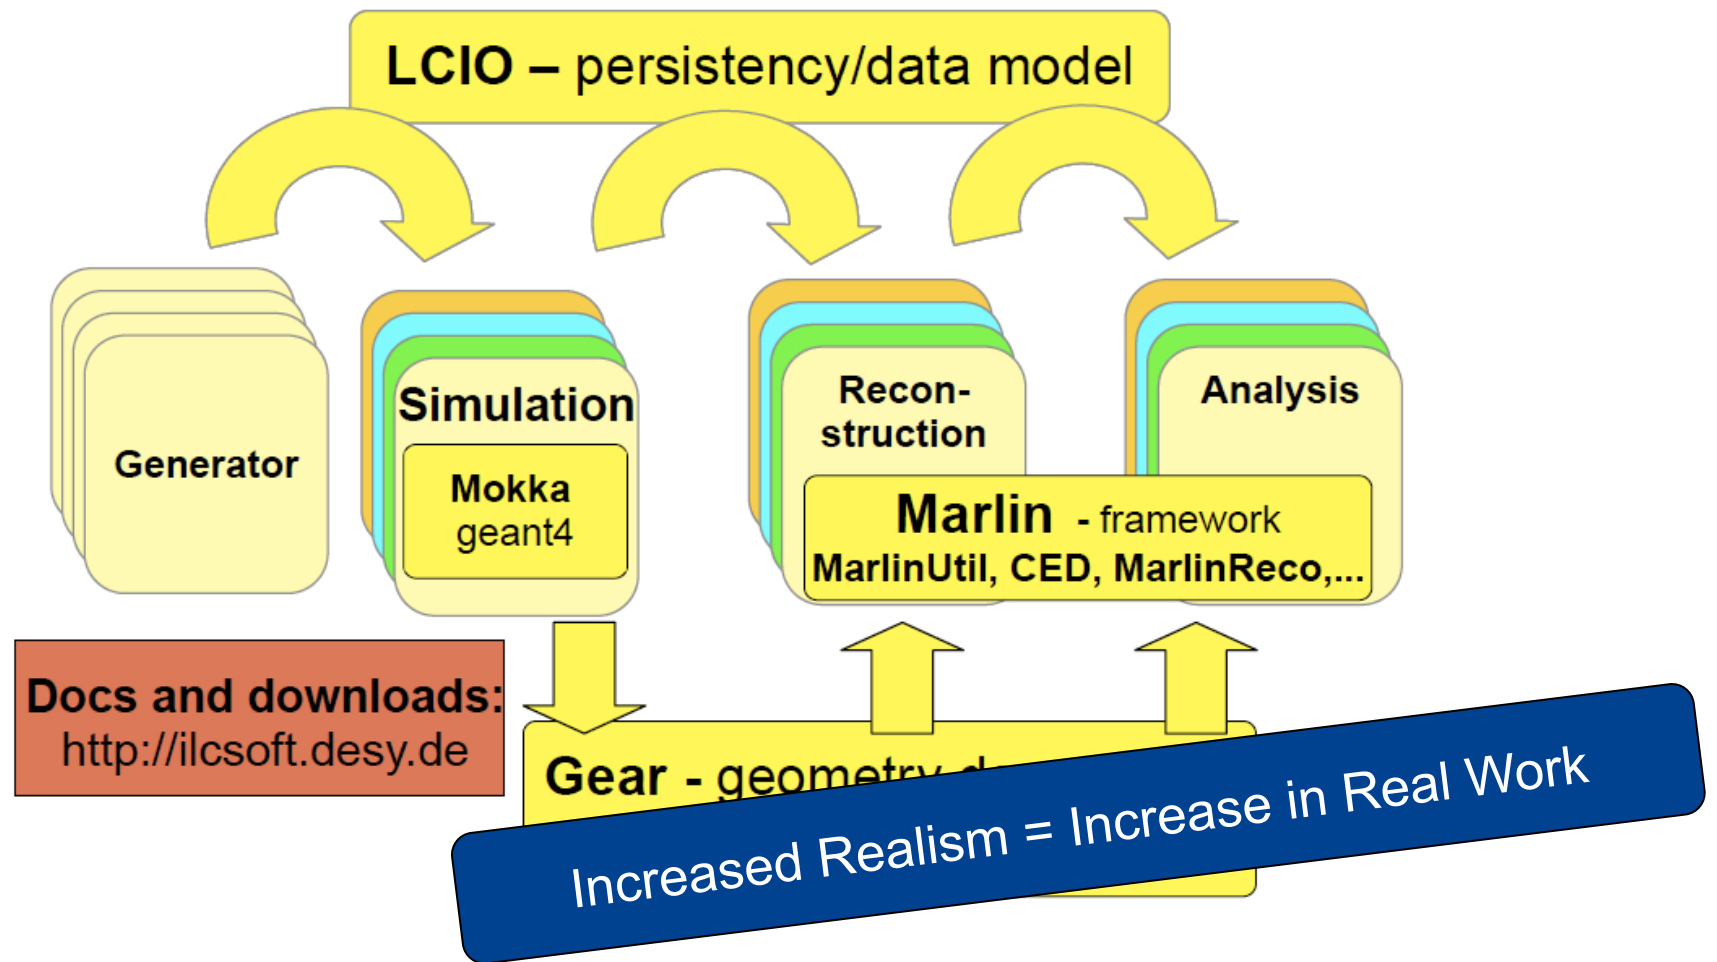 LCIO – persistency/data model
Generator
Simulation
Mokka
geant4
Recon-
struction
Analysis
Marlin - framework
MarlinUtil, CED, MarlinReco,...
Docs and downloads:
http://ilcsoft.desy.de
Gear - geometry
Increased Realism = Increase in Real Work